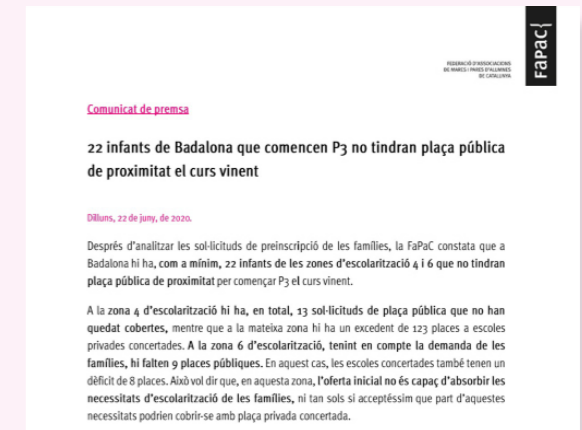 FEDERACIÓ D'ASSOCIACIONS
DE MARES I PARES D'ALUMNES
DE CATALUNYA
FaPaC
Comunicat de premsa
22 infants de Badalona que comencen P3 no tindran plaça pública
de proximitat el curs vinent
Dilluns, 22 de juny, de 2020.
Després d'analitzar les sol·licituds de preinscripció de les famílies, la FaPaC constata que a
Badalona hi ha, com a mínim, 22 infants de les zones d'escolarització 4 i 6 que no tindran
plaça pública de proximitat per començar P3 el curs vinent.
A la zona 4 d'escolarització hi ha, en total, 13 sol·licituds de plaça pública que no han
quedat cobertes, mentre que a la mateixa zona hi ha un excedent de 123 places a escoles
privades concertades. A la zona 6 d'escolarització, tenint en compte la demanda de les
famílies, hi falten 9 places públiques. En aquest cas, les escoles concertades també tenen un
dèficit de 8 places. Això vol dir que, en aquesta zona, l'oferta inicial no és capaç d'absorbir les
necessitats d'escolarització de les famílies, ni tan sols si acceptéssim que part d'aquestes
necessitats podrien cobrir-se amb plaça privada concertada.